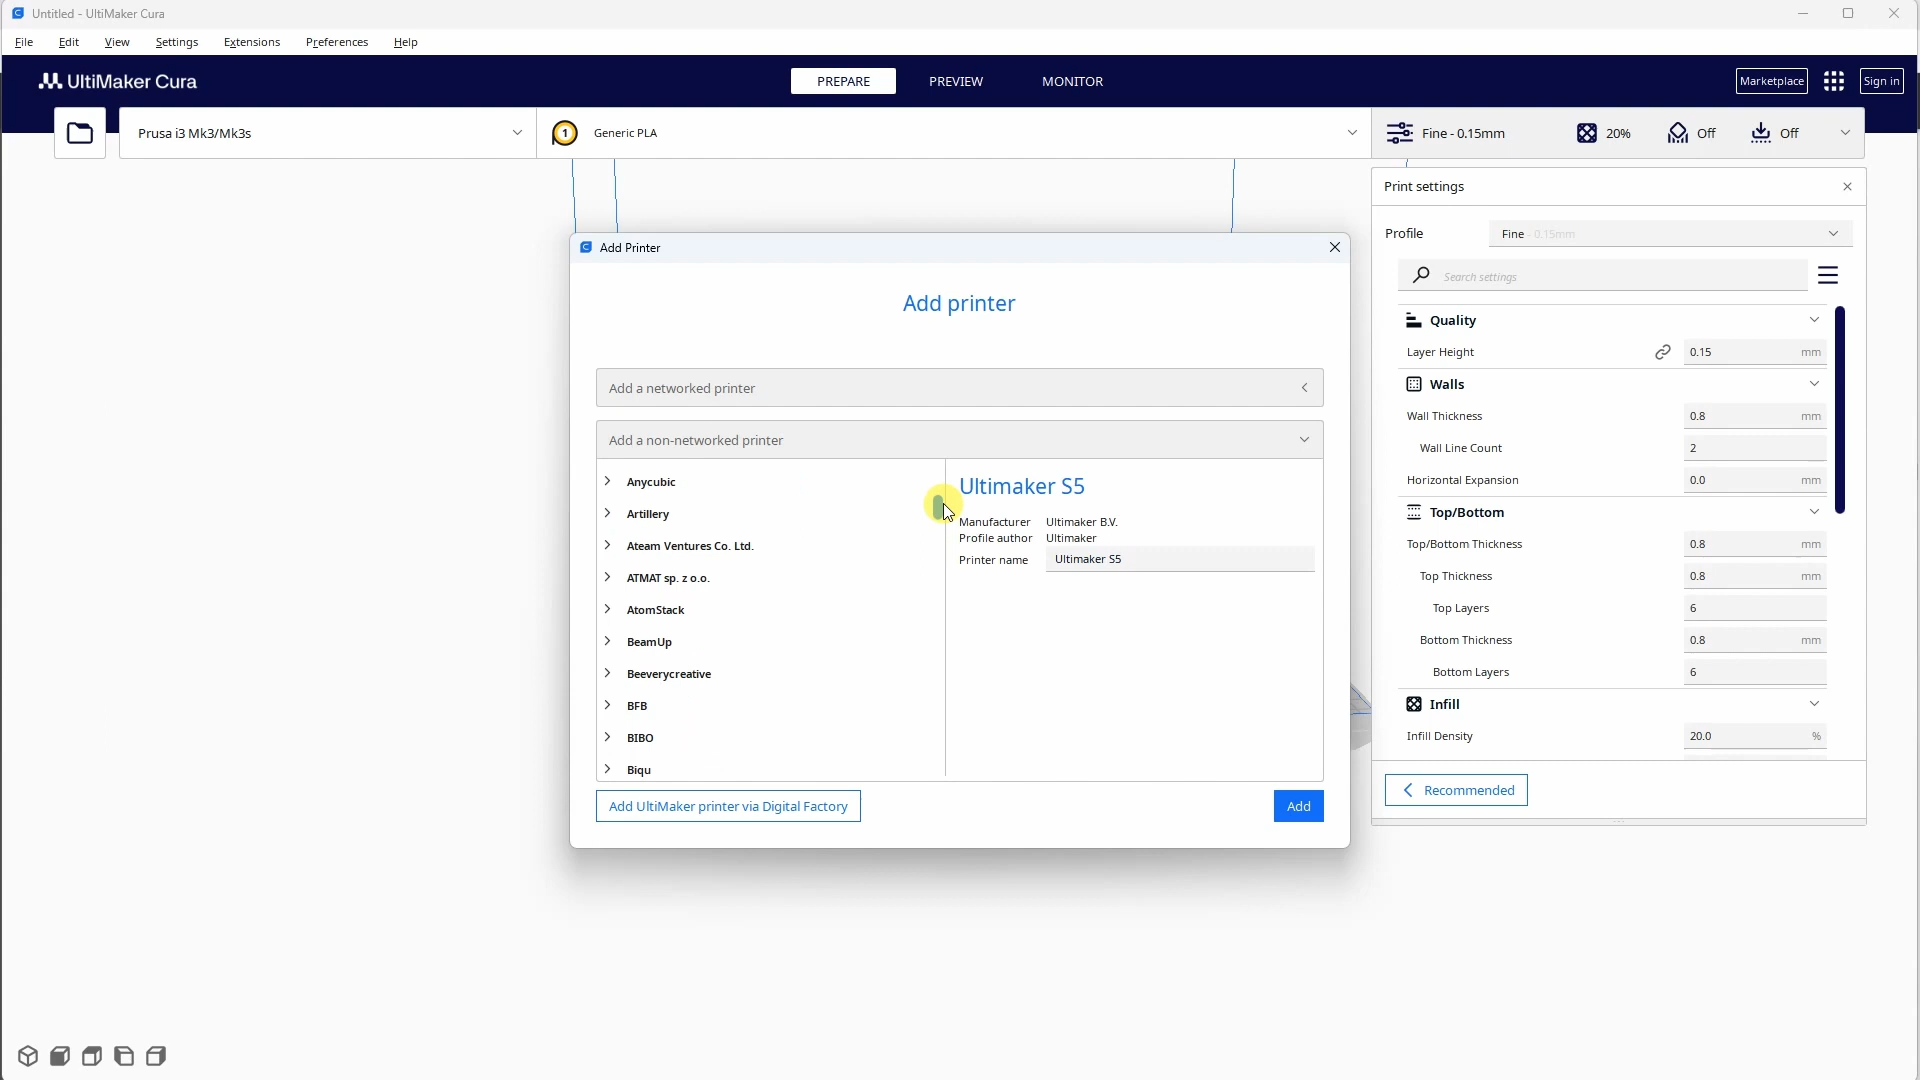 Untitled - UltiMaker Cura
File Edit View Settings Extensions Preferences Help
UltiMaker Cura
PREPARE PREVIEW MONITOR
Marketplace
Sign in
Prusa i3 Mk3/Mk3s
1 Generic PLA
Fine - 0.15mm 20% Off Off
Print settings
Profile Fine - 0.15mm
Search settings
Quality
Layer Height 0.15 mm
Walls
Wall Thickness 0.8 mm
Wall Line Count 2
Horizontal Expansion 0.0 mm
Top/Bottom
Top/Bottom Thickness 0.8 mm
Top Thickness 0.8 mm
Top Layers 6
Bottom Thickness 0.8 mm
Bottom Layers 6
Infill
Infill Density 20.0 %
Recommended
Add Printer
Add printer
Add a networked printer
Add a non-networked printer
Anycubic
Artillery
Ateam Ventures Co. Ltd.
ATMAT sp. z o.o.
AtomStack
BeamUp
Beeverycreative
BFB
BIBO
Biqu
Ultimaker S5
Manufacturer Ultimaker B.V.
Profile author Ultimaker
Printer name Ultimaker S5
Add UltiMaker printer via Digital Factory
Add